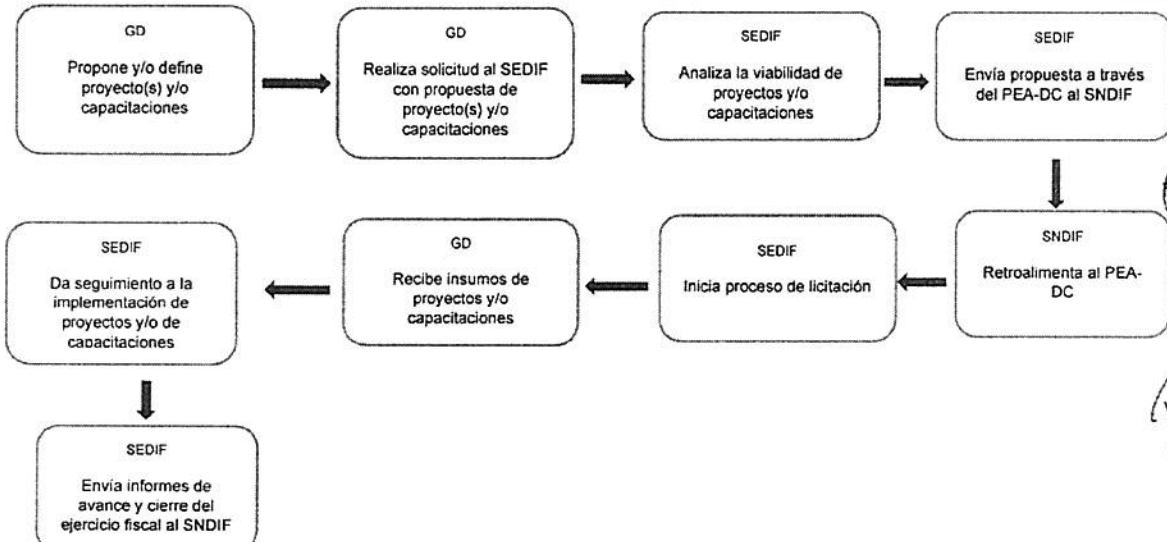 GD
Propone y/o define
proyecto(s) y/o
capacitaciones
GD
Realiza solicitud al SEDIF
con propuesta de
proyecto(s) y/o
capacitaciones
SEDIF
Analiza la viabilidad de
proyectos y/o
capacitaciones
SEDIF
Envía propuesta a través
del PEA-DC al SNDIF
SNDIF
Retroalimenta al PEA-
DC
SEDIF
Inicia proceso de licitación
GD
Recibe insumos de
proyectos y/o
capacitaciones
SEDIF
Da seguimiento a la
implementación de
proyectos y/o de
capacitaciones
SEDIF
Envía informes de
avance y cierre del
ejercicio fiscal al SNDIF